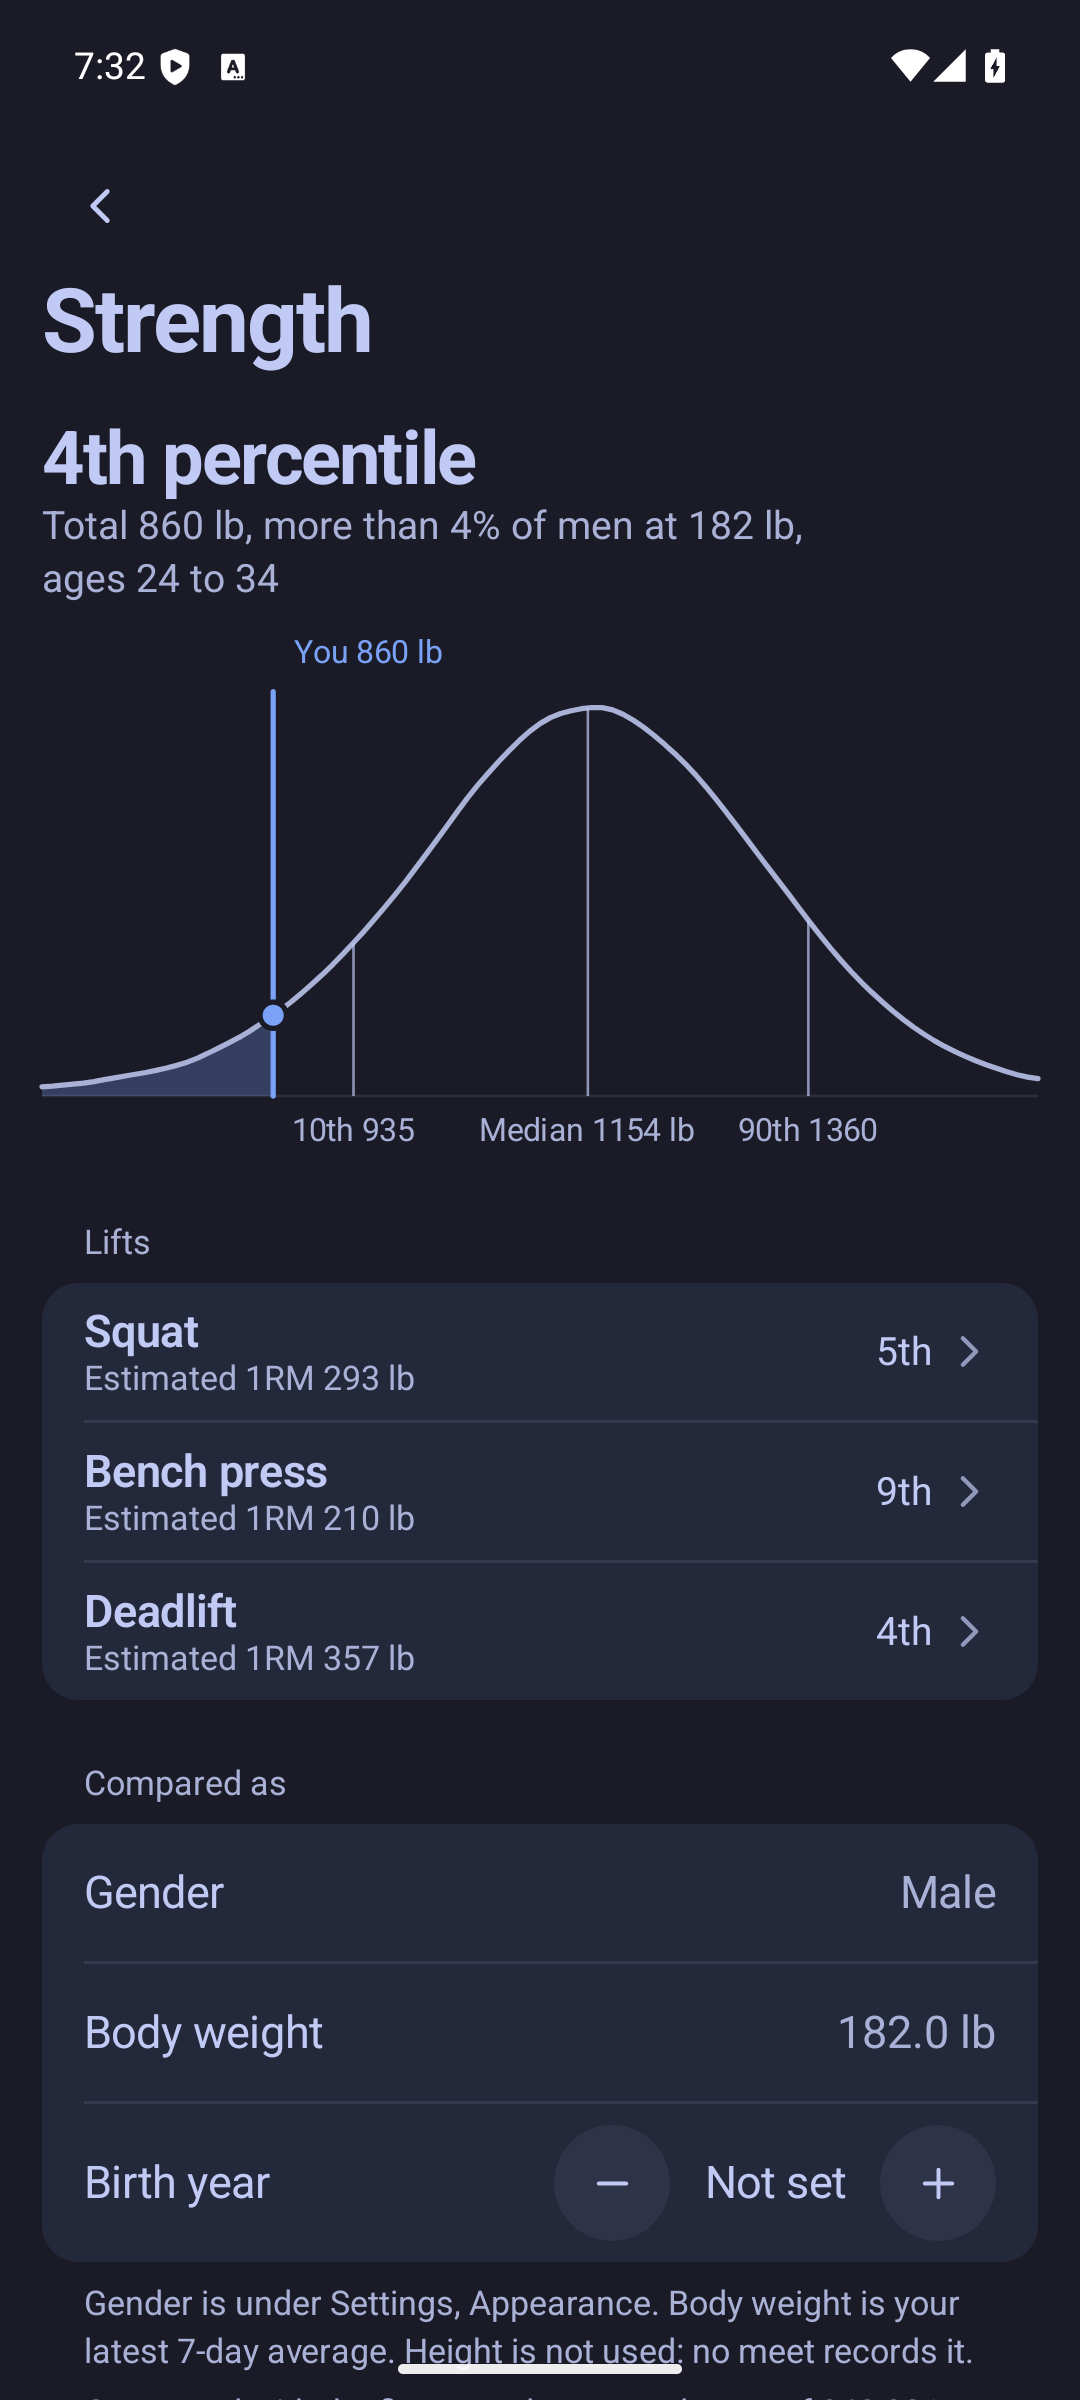 7:32
Strength
4th percentile
Total 860 lb, more than 4% of men at 182 lb,
ages 24 to 34
You 860 lb
10th 935 Median 1154 lb 90th 1360
Lifts
Squat
Estimated 1RM 293 lb
5th
Bench press
Estimated 1RM 210 lb
9th
Deadlift
Estimated 1RM 357 lb
4th
Compared as
Gender Male
Body weight 182.0 lb
Birth year − Not set +
Gender is under Settings, Appearance. Body weight is your
latest 7-day average. Height is not used: no meet records it.